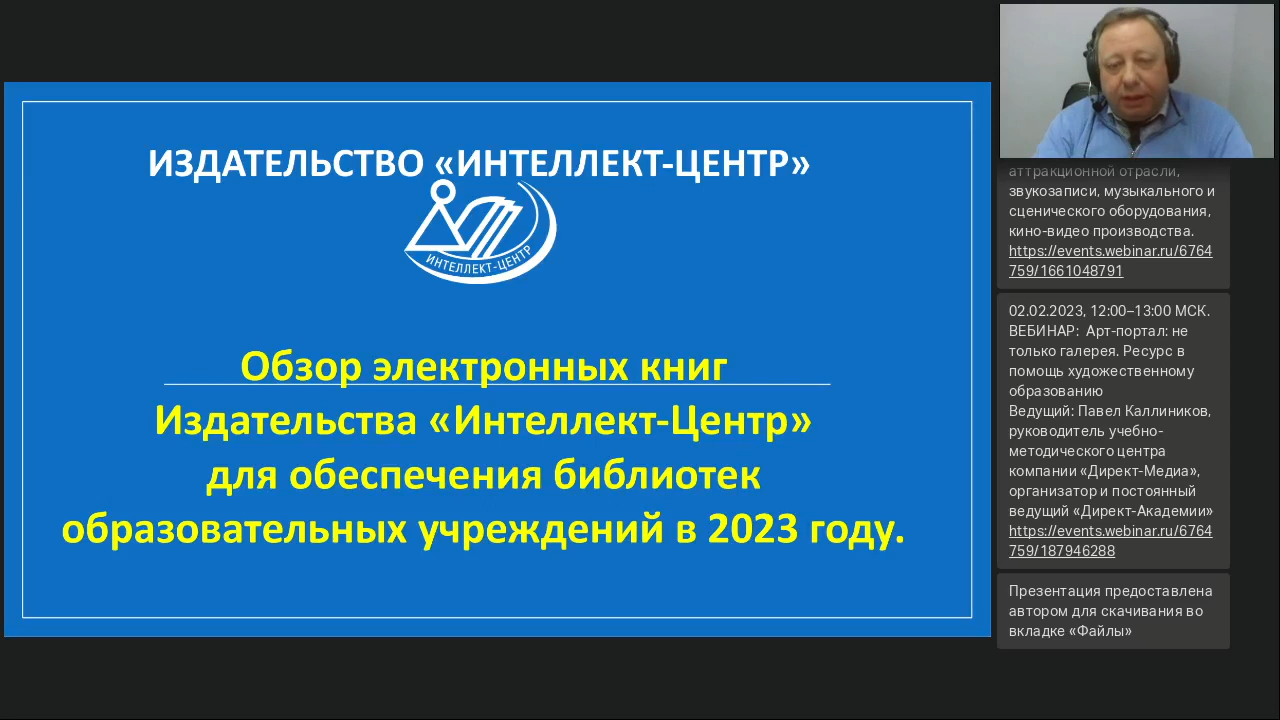 ИЗДАТЕЛЬСТВО «ИНТЕЛЛЕКТ-ЦЕНТР»
ИНТЕЛЛЕКТ-ЦЕНТР
Обзор электронных книг
Издательства «Интеллект-Центр»
для обеспечения библиотек
образовательных учреждений в 2023 году.
аттракционной отрасли,
звукозаписи, музыкального и
сценического оборудования,
кино-видео производства.
https://events.webinar.ru/6764
759/1661048791
02.02.2023, 12:00–13:00 МСК.
ВЕБИНАР:  Арт-портал: не
только галерея. Ресурс в
помощь художественному
образованию
Ведущий: Павел Каллиников,
руководитель учебно-
методического центра
компании «Директ-Медиа»,
организатор и постоянный
ведущий «Директ-Академии»
https://events.webinar.ru/6764
759/187946288
Презентация предоставлена
автором для скачивания во
вкладке «Файлы»